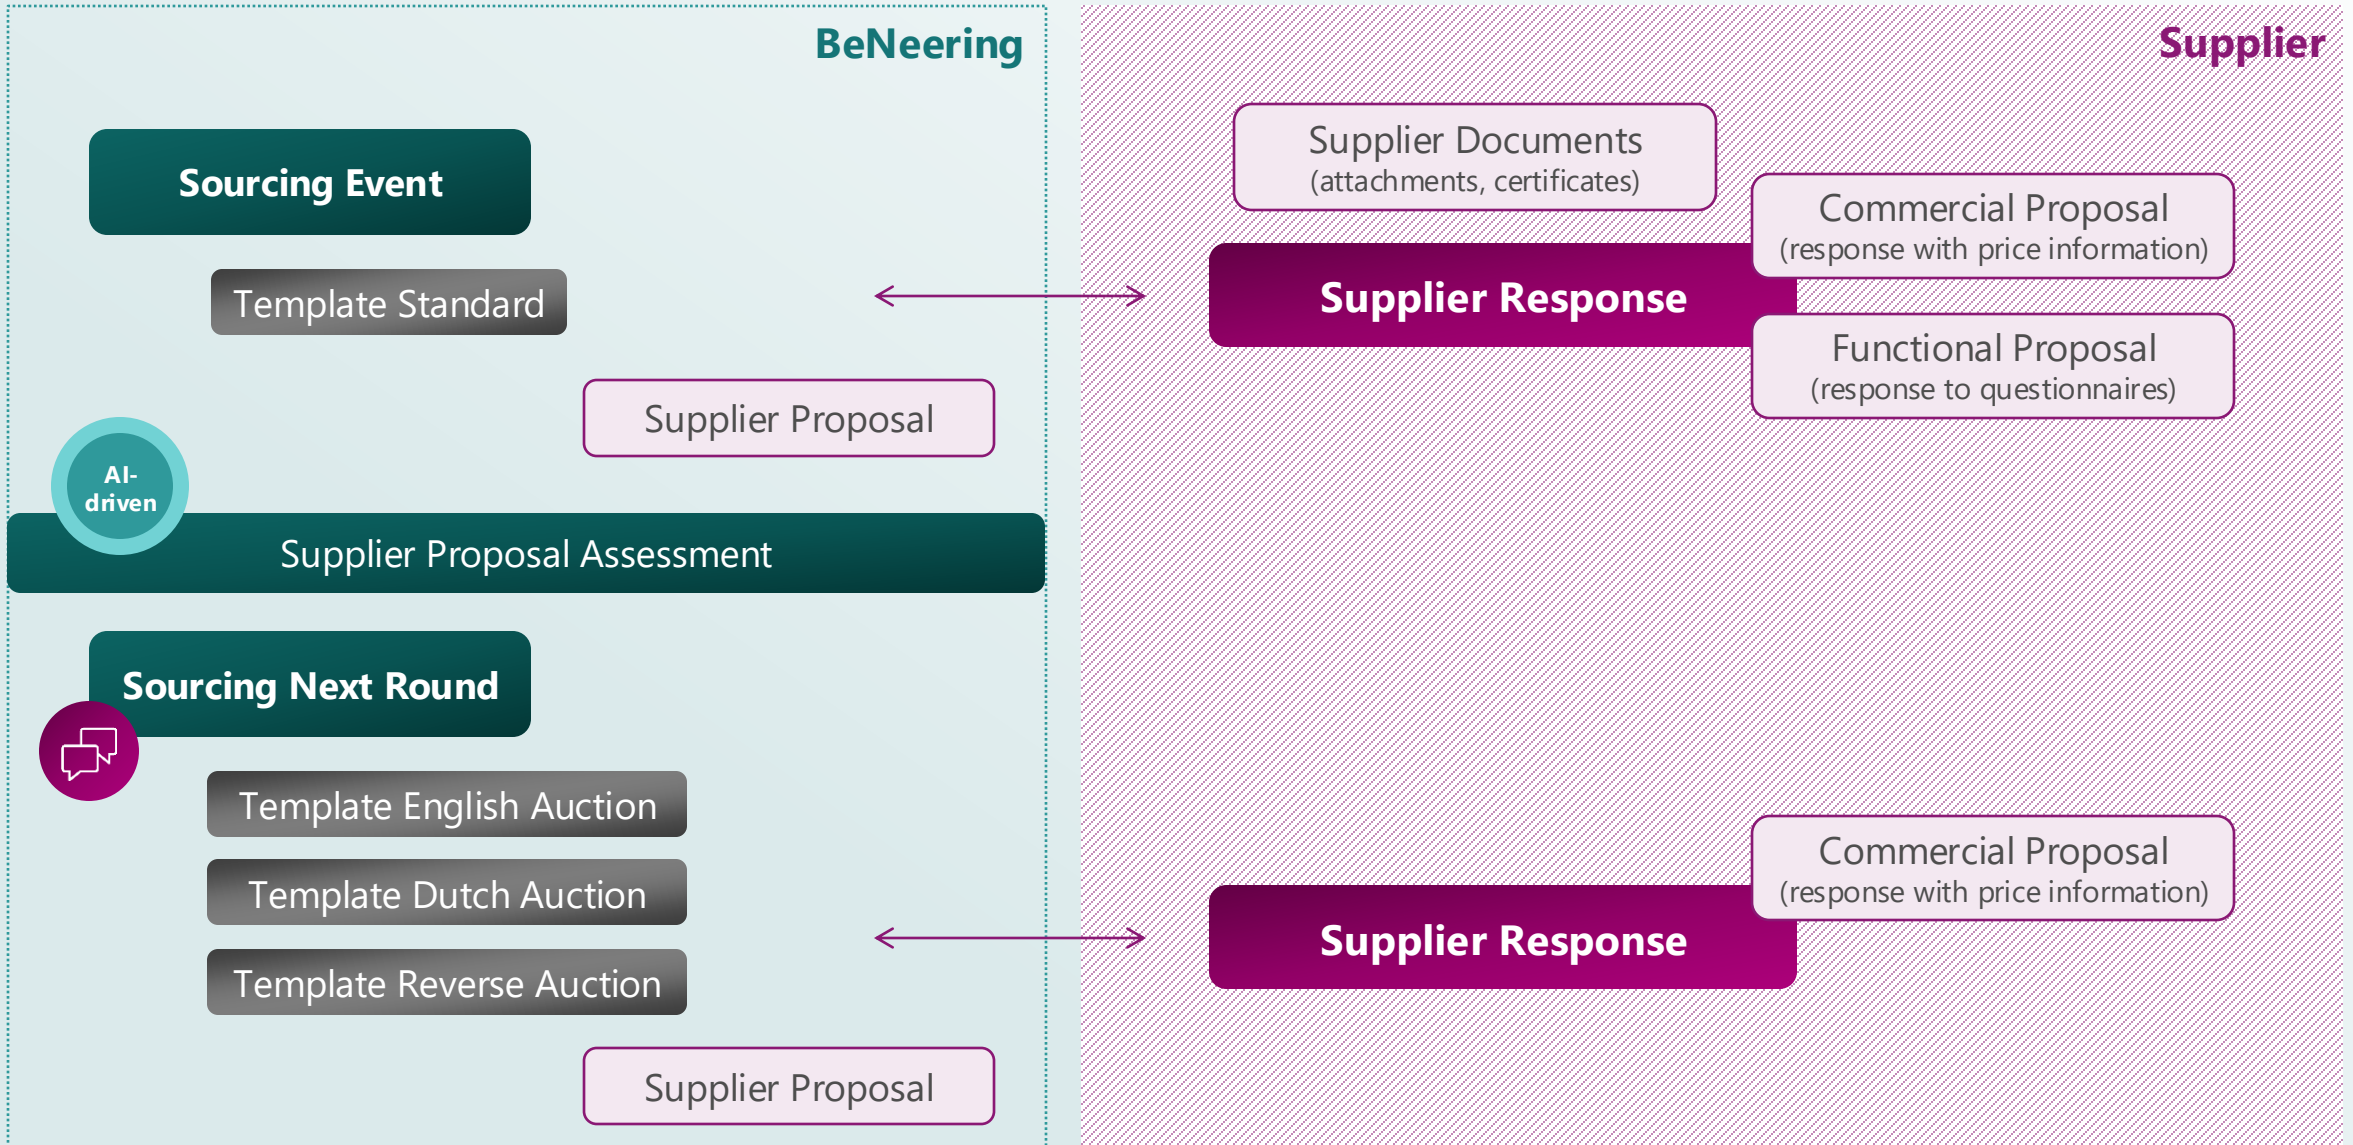 BeNeering
Supplier
Sourcing Event
Template Standard
Supplier Proposal
Supplier Documents
(attachments, certificates)
Commercial Proposal
(response with price information)
Supplier Response
Functional Proposal
(response to questionnaires)
AI-
driven
Supplier Proposal Assessment
Sourcing Next Round
Template English Auction
Template Dutch Auction
Template Reverse Auction
Supplier Proposal
Commercial Proposal
(response with price information)
Supplier Response